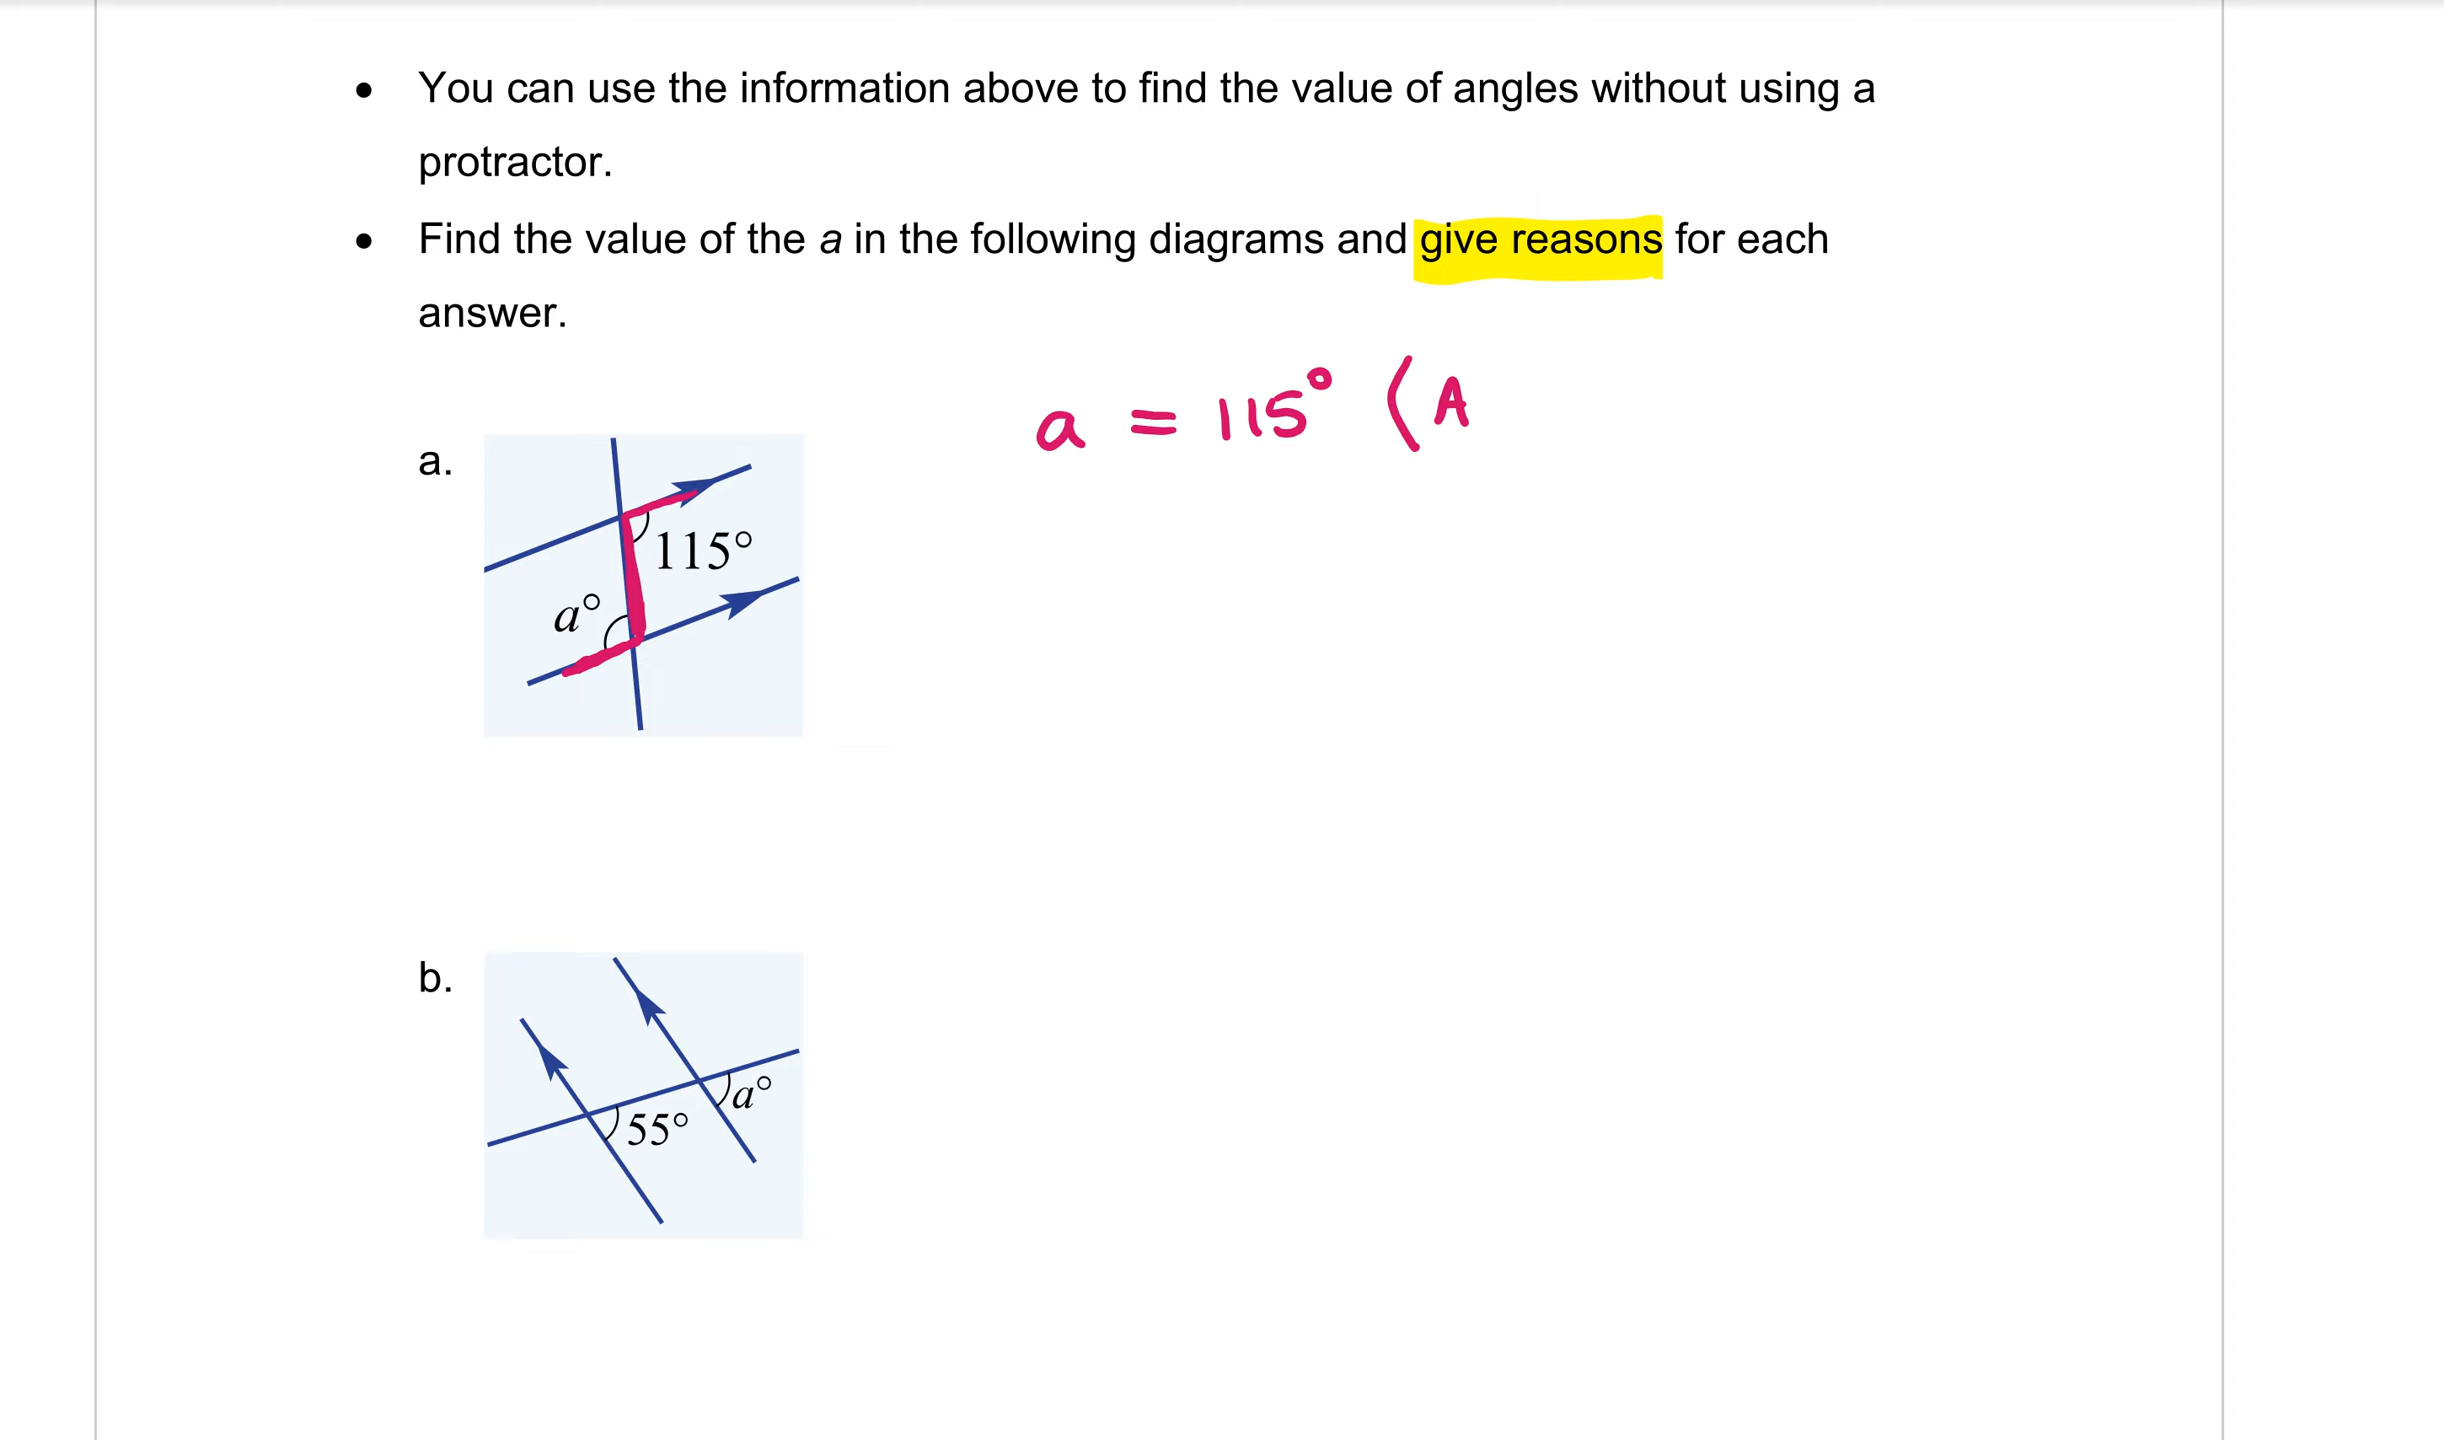 • You can use the information above to find the value of angles without using a
protractor.
• Find the value of the a in the following diagrams and give reasons for each
answer.
a = 115° (A
a.
115°
a°
b.
a°
55°